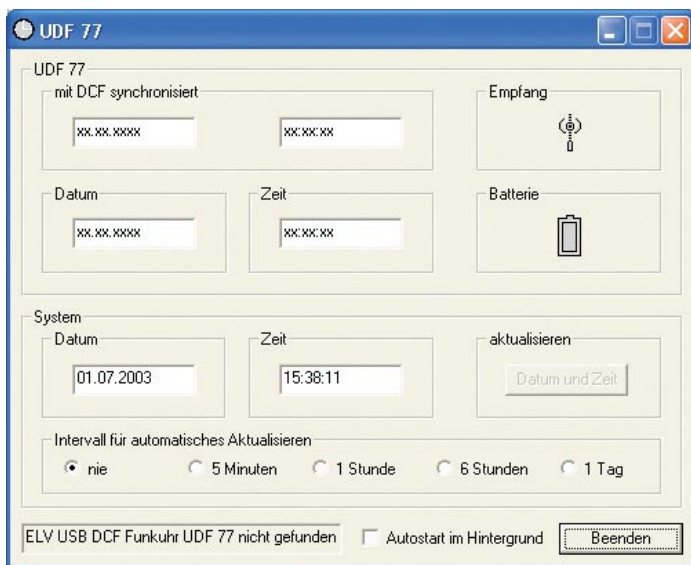 UDF 77
UDF 77
mit DCF synchronisiert
Empfang
xx.xx.xxxx
xx:xx:xx
Datum
Zeit
Batterie
xx.xx.xxxx
xx:xx:xx
System
Datum
Zeit
aktualisieren
01.07.2003
15:38:11
Datum und Zeit
Intervall für automatisches Aktualisieren
nie
5 Minuten
1 Stunde
6 Stunden
1 Tag
ELV USB DCF Funkuhr UDF 77 nicht gefunden
Autostart im Hintergrund
Beenden